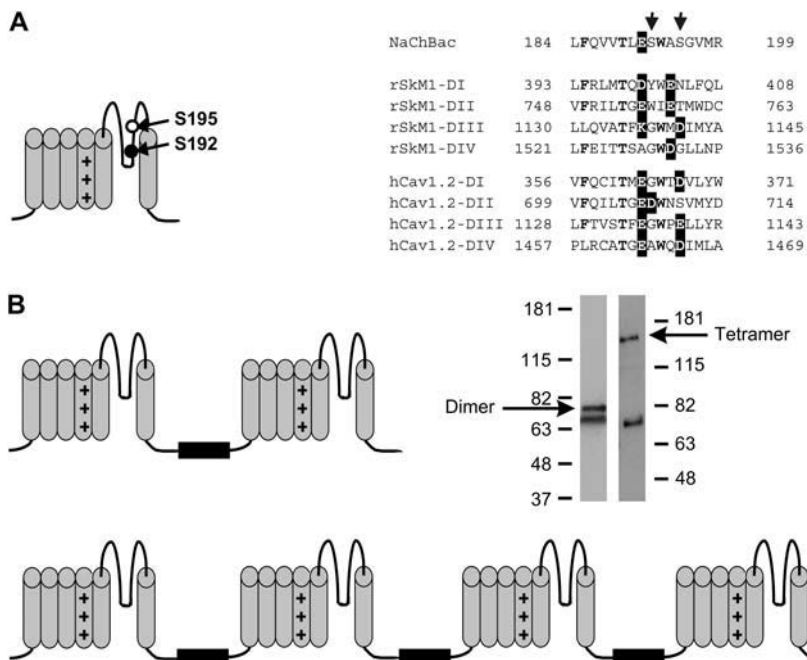 A
S195
S192
+
+
+
NaChBac 184 LFQVVTLESWASGVMR 199
rSkM1-DI 393 LFRLMTQDYWENLFQL 408
rSkM1-DII 748 VFRILTGEWIETMWDC 763
rSkM1-DIII 1130 LLQVATFKGWMDIMYA 1145
rSkM1-DIV 1521 LFEITTSAGWDGLLNP 1536
hCav1.2-DI 356 VFQCITMEGWTDVLYW 371
hCav1.2-DII 699 VFQILTGEDWNSVMYD 714
hCav1.2-DIII 1128 LFTVSTFEGWPELLYR 1143
hCav1.2-DIV 1457 PLRCATGEAWQDIMLA 1469
B
+ +
+ +
+ +
Dimer
181
115
82
63
48
37
181
115
82
63
48
Tetramer
+ + + +
+ + + +
+ + + +